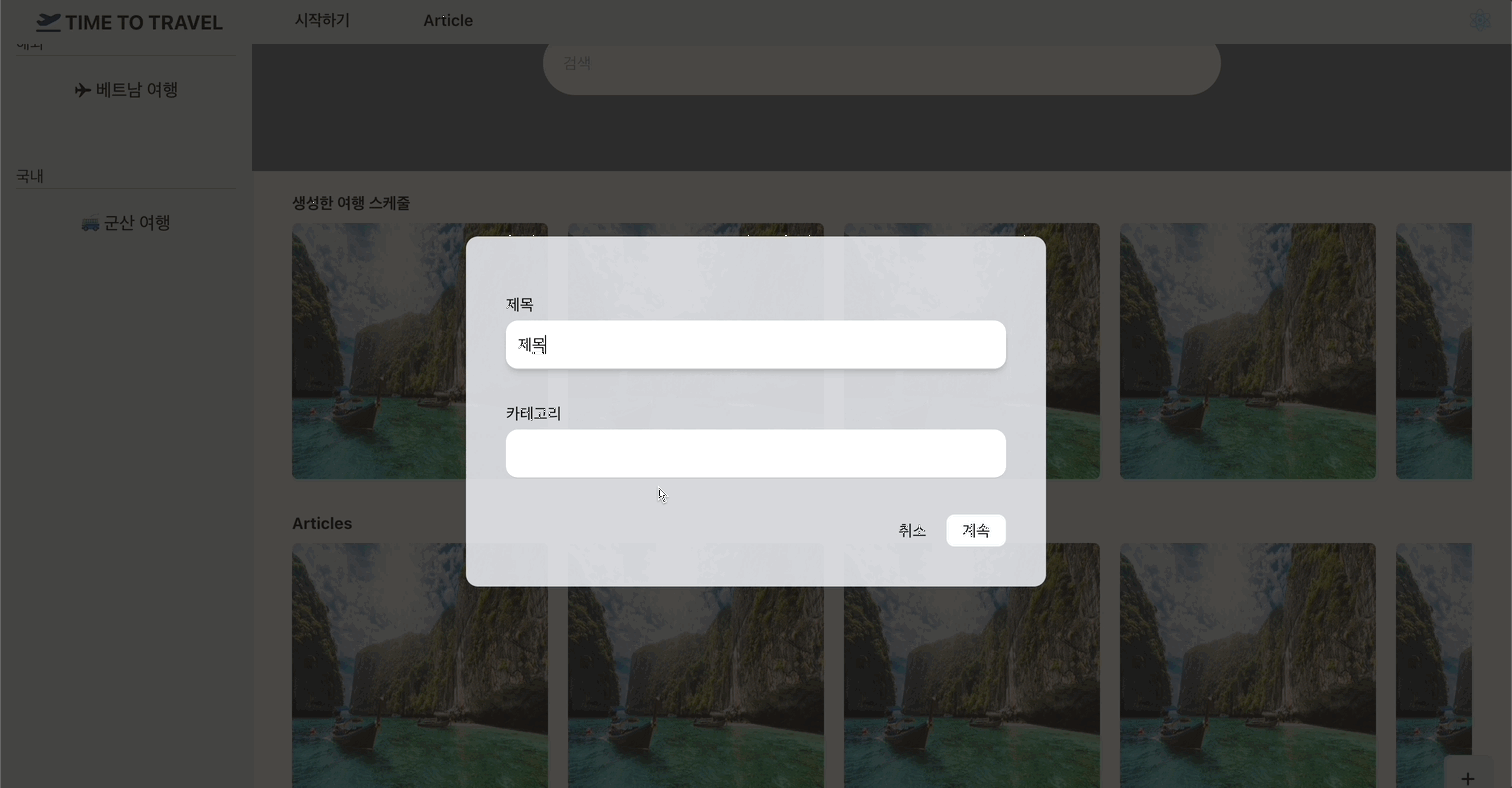 TIME TO TRAVEL
시작하기
Article
해외
검색
베트남 여행
국내
군산 여행
생성한 여행 스케줄
제목
제목
카테고리
취소
계속
Articles
+